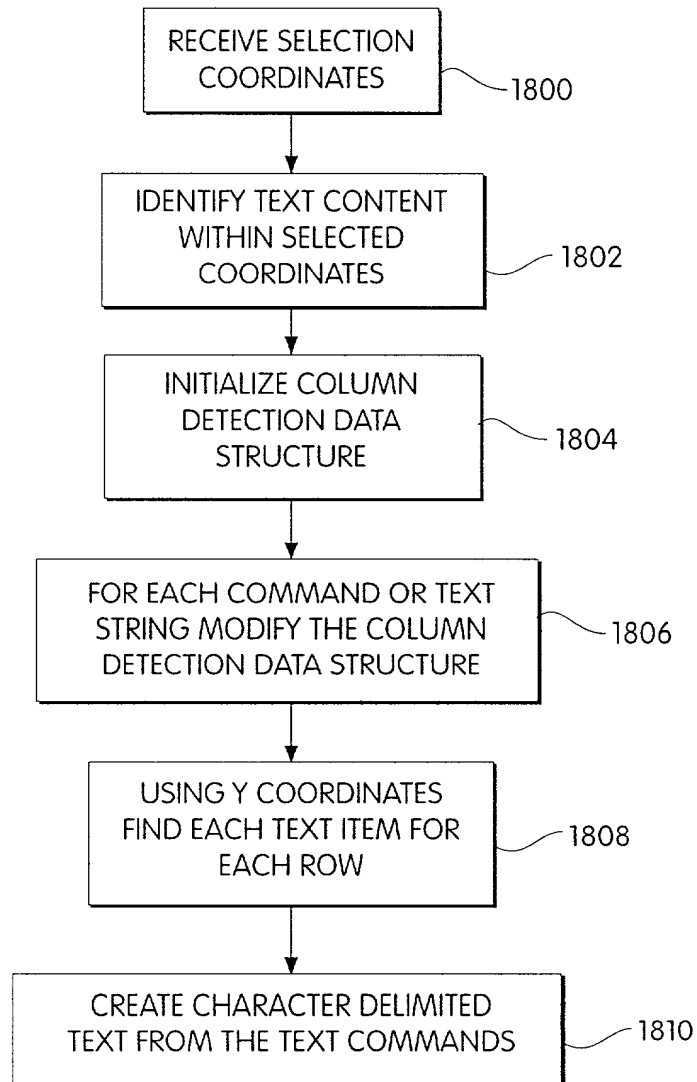 RECEIVE SELECTION
COORDINATES
1800
IDENTIFY TEXT CONTENT
WITHIN SELECTED
COORDINATES
1802
INITIALIZE COLUMN
DETECTION DATA
STRUCTURE
1804
FOR EACH COMMAND OR TEXT
STRING MODIFY THE COLUMN
DETECTION DATA STRUCTURE
1806
USING Y COORDINATES
FIND EACH TEXT ITEM FOR
EACH ROW
1808
CREATE CHARACTER DELIMITED
TEXT FROM THE TEXT COMMANDS
1810